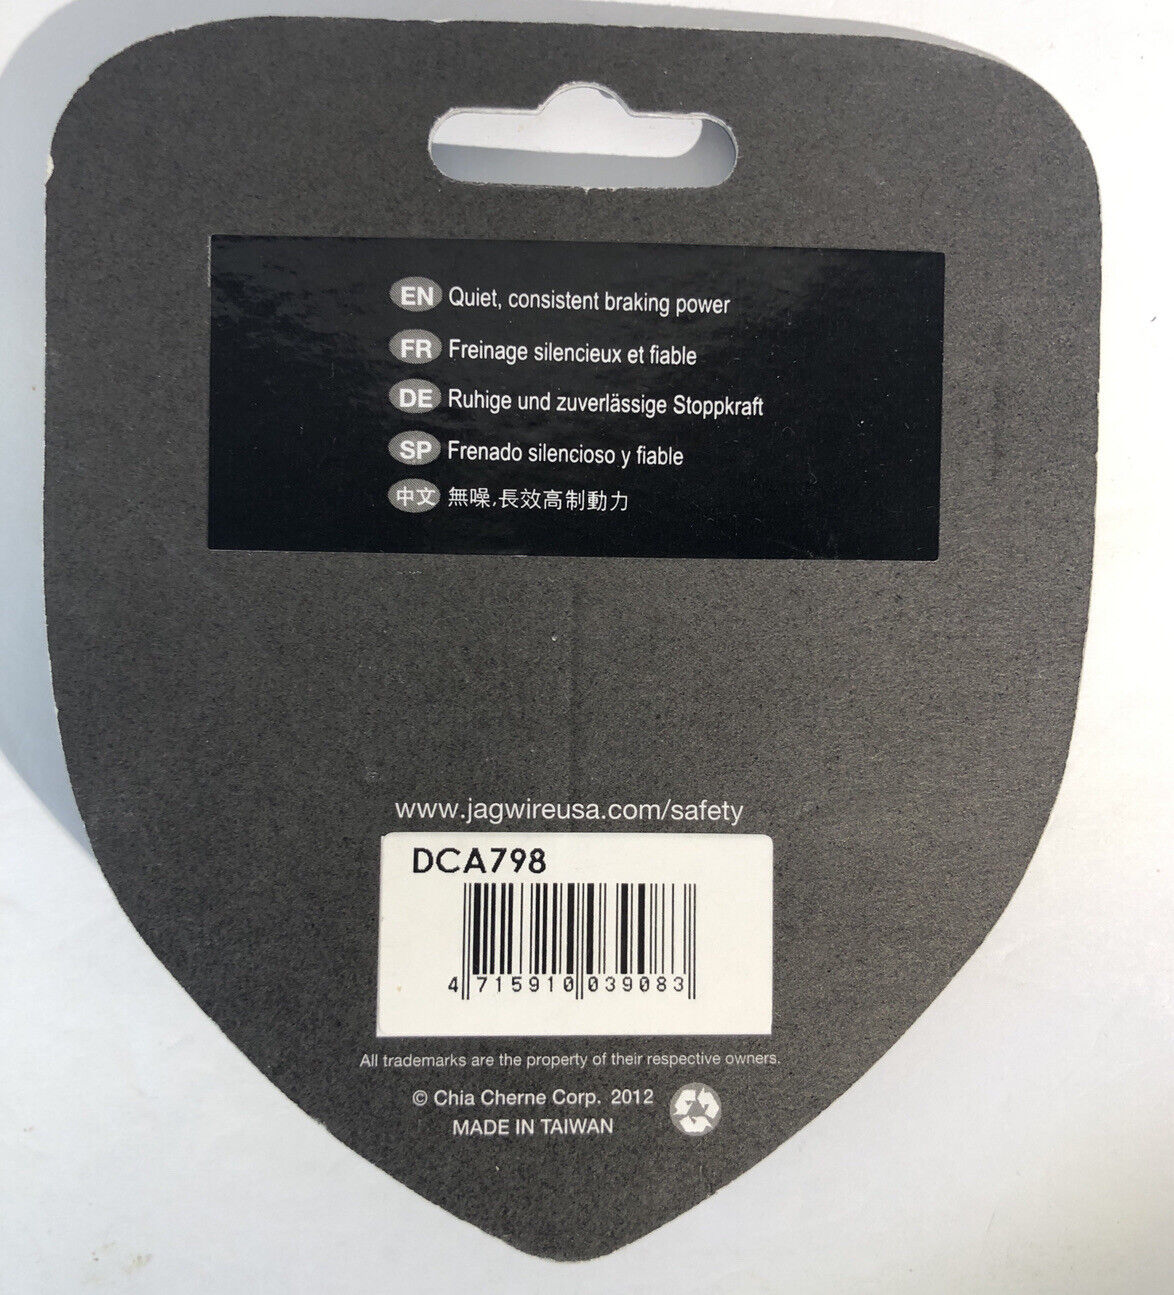 EN Quiet, consistent braking power
FR Freinage silencieux et fiable
DE Ruhige und zuverlässige Stoppkraft
SP Frenado silencioso y fiable
中文 無噪,長效高制動力
www.jagwireusa.com/safety
DCA798
4 715910 039083
All trademarks are the property of their respective owners.
© Chia Cherne Corp. 2012
MADE IN TAIWAN